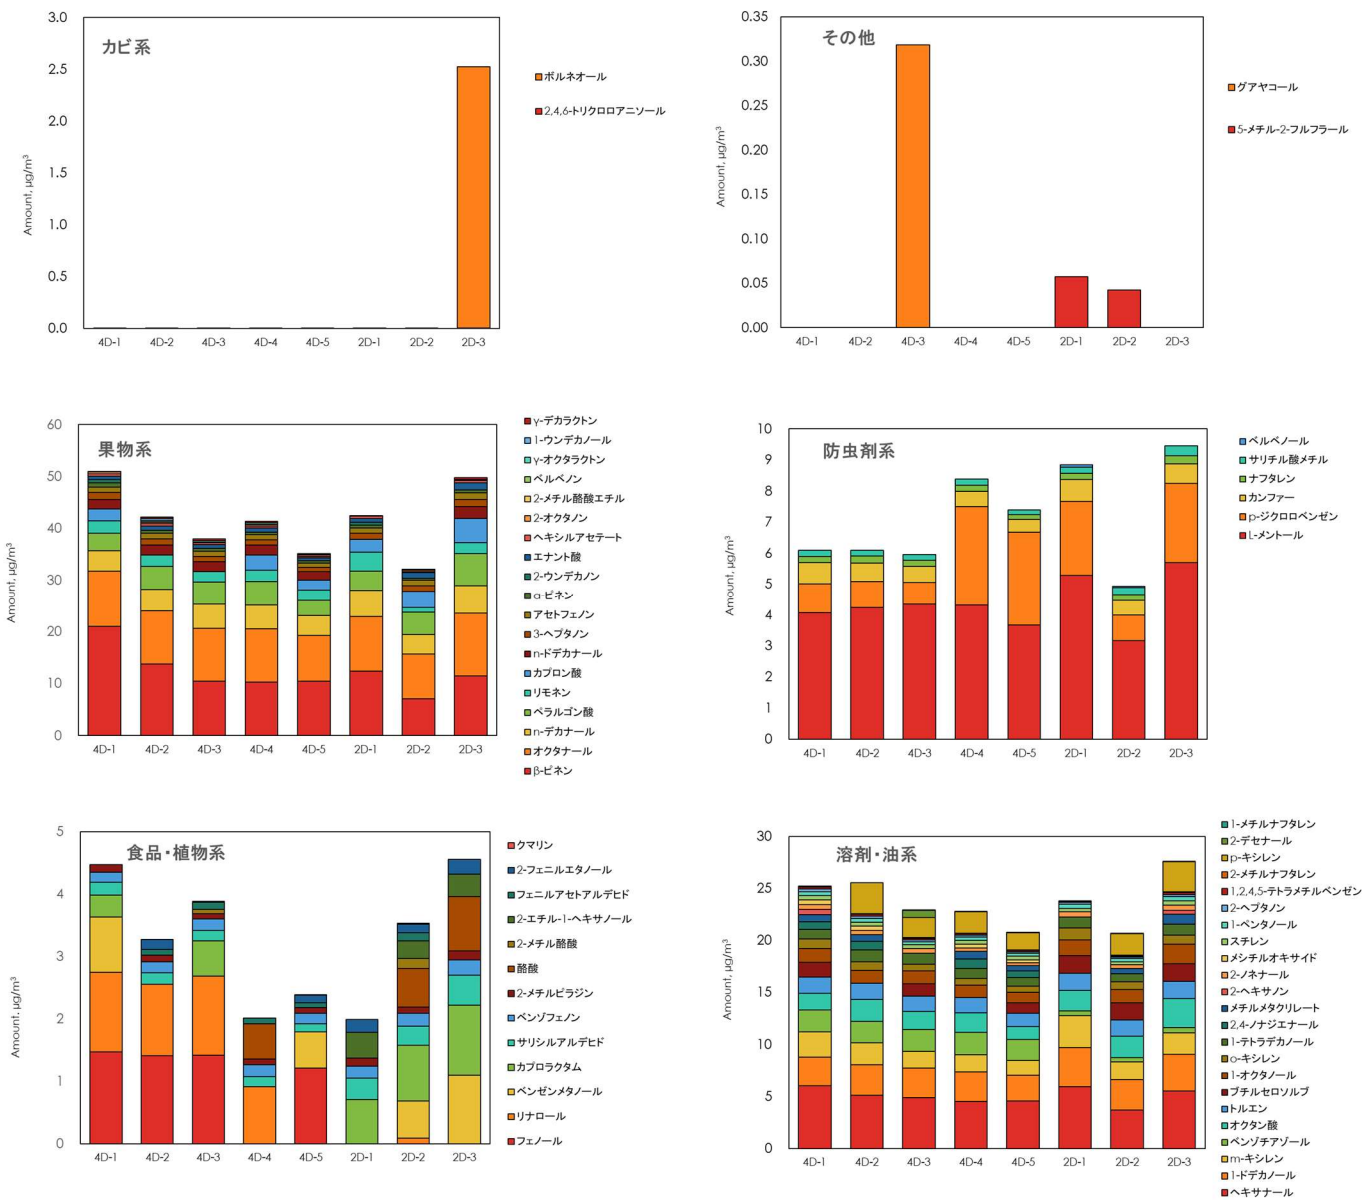 カビ系
Amount, µg/m³
3.0
2.5
2.0
1.5
1.0
0.5
0.0
4D-1 4D-2 4D-3 4D-4 4D-5 2D-1 2D-2 2D-3
ボルネオール
2,4,6-トリクロロアニソール
その他
Amount, µg/m³
0.35
0.30
0.25
0.20
0.15
0.10
0.05
0.00
4D-1 4D-2 4D-3 4D-4 4D-5 2D-1 2D-2 2D-3
グアヤコール
5-メチル-2-フルフラール
果物系
Amount, µg/m³
60
50
40
30
20
10
0
4D-1 4D-2 4D-3 4D-4 4D-5 2D-1 2D-2 2D-3
γ-デカラクトン
1-ウンデカノール
γ-オクタラクトン
ベルベノン
2-メチル酪酸エチル
2-オクタノン
ヘキシルアセテート
エナント酸
2-ウンデカノン
α-ピネン
アセトフェノン
3-ヘプタノン
n-ドデカナール
カプロン酸
リモネン
ペラルゴン酸
n-デカナール
オクタナール
β-ピネン
防虫剤系
Amount, µg/m³
10
9
8
7
6
5
4
3
2
1
0
4D-1 4D-2 4D-3 4D-4 4D-5 2D-1 2D-2 2D-3
ベルベノール
サリチル酸メチル
ナフタレン
カンファー
p-ジクロロベンゼン
L-メントール
食品・植物系
Amount, µg/m³
5
4
3
2
1
0
4D-1 4D-2 4D-3 4D-4 4D-5 2D-1 2D-2 2D-3
クマリン
2-フェニルエタノール
フェニルアセトアルデヒド
2-エチル-1-ヘキサノール
2-メチル酪酸
酪酸
2-メチルピラジン
ベンゾフェノン
サリシルアルデヒド
カプロラクタム
ベンゼンメタノール
リナロール
フェノール
溶剤・油系
Amount, µg/m³
30
25
20
15
10
5
0
4D-1 4D-2 4D-3 4D-4 4D-5 2D-1 2D-2 2D-3
1-メチルナフタレン
2-デセナール
p-キシレン
2-メチルナフタレン
1,2,4,5-テトラメチルベンゼン
2-ヘプタノン
1-ペンタノール
スチレン
メシチルオキサイド
2-ノネナール
2-ヘキサノン
メチルメタクリレート
2,4-ノナジエナール
1-テトラデカノール
o-キシレン
1-オクタノール
ブチルセロソルブ
トルエン
オクタン酸
ベンゾチアゾール
m-キシレン
1-ドデカノール
ヘキサナール